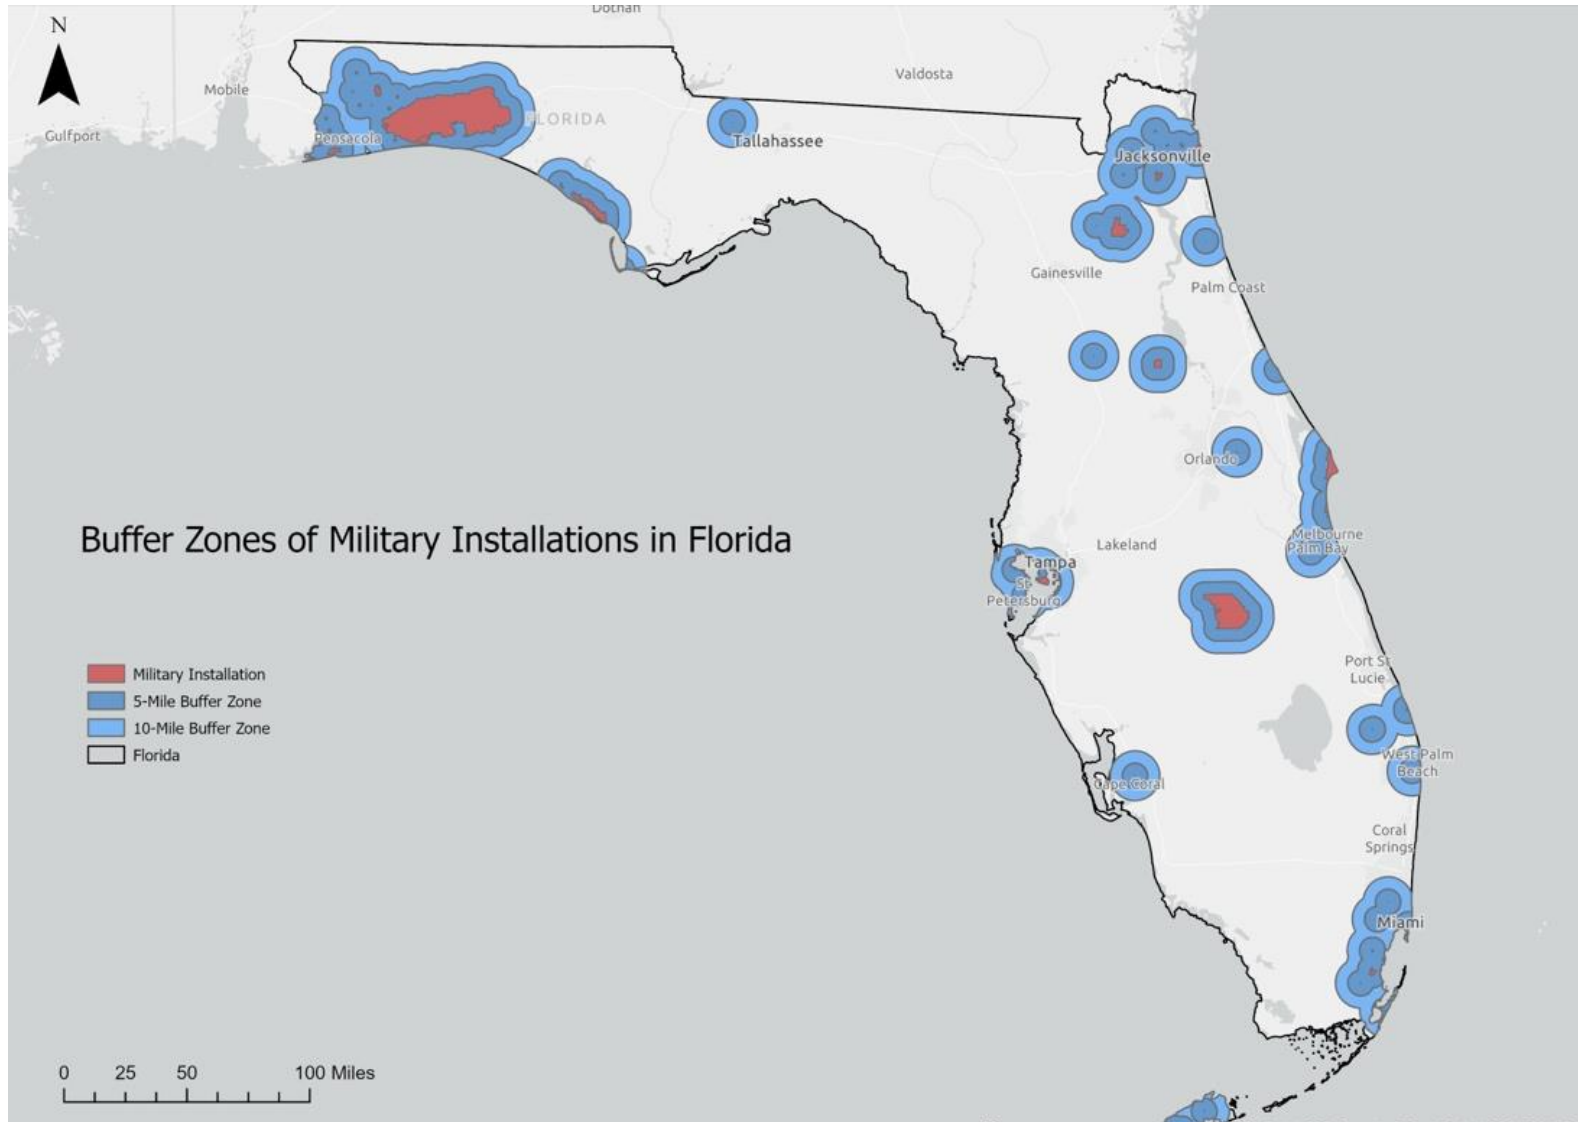 Dothan
N
Valdosta
Mobile
FLORIDA
Gulfport
Pensacola
Tallahassee
Jacksonville
Gainesville
Palm Coast
Orlando
Buffer Zones of Military Installations in Florida
Melbourne
Palm Bay
Lakeland
Tampa
St
Petersburg
Military Installation
5-Mile Buffer Zone
10-Mile Buffer Zone
Florida
Port St
Lucie
West Palm
Beach
Cape Coral
Coral
Springs
Miami
0 25 50 100 Miles